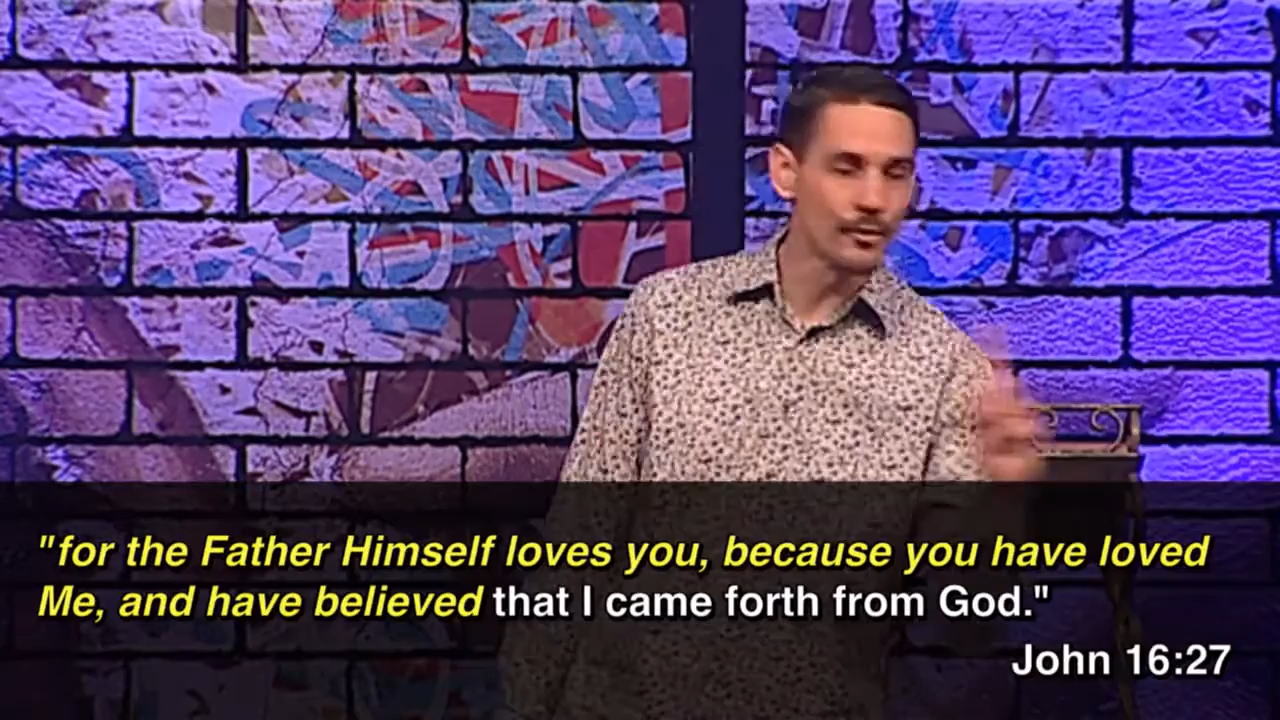 "for the Father Himself loves you, because you have loved
Me, and have believed that I came forth from God."
John 16:27